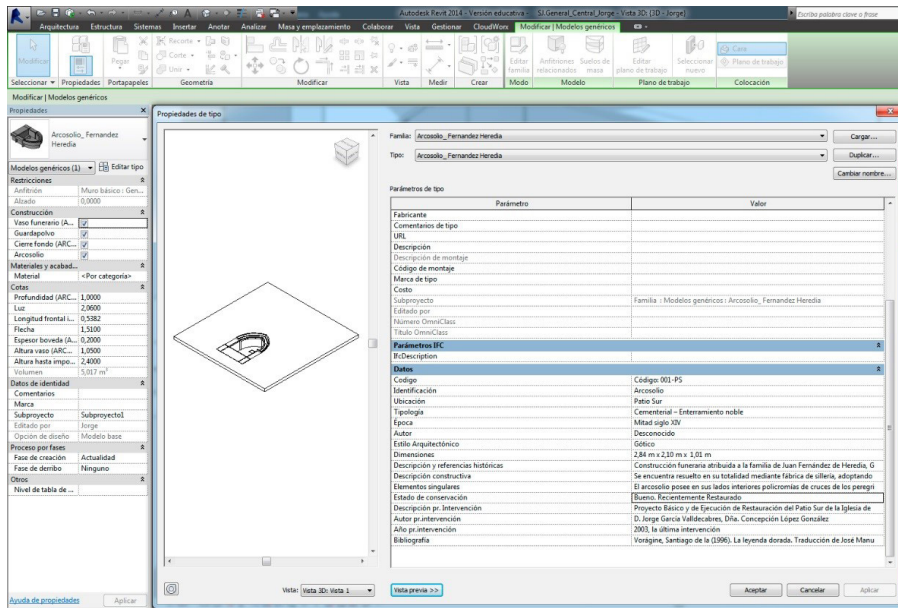 Autodesk Revit 2014 - Versión educativa - SJ.General_Central_Jorge - Vista 3D: {3D - Jorge}
Escriba palabra clave o frase
Arquitectura Estructura Sistemas Insertar Anotar Analizar Masa y emplazamiento Colaborar Vista Gestionar CloudWorx Modificar | Modelos genéricos
Modificar
Pegar
Recorte
Cortar
Unir
Editar familia
Anfitriones relacionados
Suelos de masa
Editar plano de trabajo
Seleccionar nuevo
Cara
Plano de trabajo
Seleccionar Propiedades Portapapeles Geometría Modificar Vista Medir Crear Modo Modelo Plano de trabajo Colocación
Modificar | Modelos genéricos
Propiedades
Arcosolio_ Fernandez
Heredia
Modelos genéricos (1) Editar tipo
Restricciones
Anfitrión Muro básico : Gen...
Alzado 0,0000
Construcción
Vaso funerario (A...
Guardapolvo
Cierre fondo (ARC...
Arcosolio
Materiales y acabad...
Material <Por categoría>
Cotas
Profundidad (ARC... 1,0000
Luz 2,0600
Longitud frontal i... 0,5382
Flecha 1,5100
Espesor boveda (A... 0,2000
Altura vaso (ARC... 1,0500
Altura hasta impo... 2,4000
Volumen 5,017 m³
Datos de identidad
Comentarios
Marca
Subproyecto Subproyecto1
Editado por Jorge
Opción de diseño Modelo base
Proceso por fases
Fase de creación Actualidad
Fase de derribo Ninguno
Otros
Nivel de tabla de ...
Ayuda de propiedades Aplicar
Propiedades de tipo
Familia: Arcosolio_ Fernandez Heredia Cargar...
Tipo: Arcosolio_ Fernandez Heredia Duplicar...
Cambiar nombre...
Parámetros de tipo
Parámetro Valor
Fabricante
Comentarios de tipo
URL
Descripción
Descripción de montaje
Código de montaje
Marca de tipo
Costo
Subproyecto Familia : Modelos genéricos : Arcosolio_ Fernandez Heredia
Editado por
Número OmniClass
Título OmniClass
Parámetros IFC
IfcDescription
Datos
Codigo Código: 001-PS
Identificación Arcosolio
Ubicación Patio Sur
Tipología Cementerial – Enterramiento noble
Época Mitad siglo XIV
Autor Desconocido
Estilo Arquitectónico Gótico
Dimensiones 2,84 m x 2,10 m x 1,01 m
Descripción y referencias históricas Construcción funeraria atribuida a la familia de Juan Fernández de Heredia, G
Descripción constructiva Se encuentra resuelto en su totalidad mediante fábrica de sillería, adoptando
Elementos singulares El arcosolio posee en sus lados interiores policromías de cruces de los peregri
Estado de conservación Bueno. Recientemente Restaurado
Descripción pr. Intervención Proyecto Básico y de Ejecución de Restauración del Patio Sur de la Iglesia de
Autor pr.intervención D. Jorge García Valldecabres, Dña. Concepción López González
Año pr.intervención 2003, la última intervención
Bibliografía Vorágine, Santiago de la (1996). La leyenda dorada. Traducción de José Manu
Vista: Vista 3D: Vista 1 Vista previa >> Aceptar Cancelar Aplicar